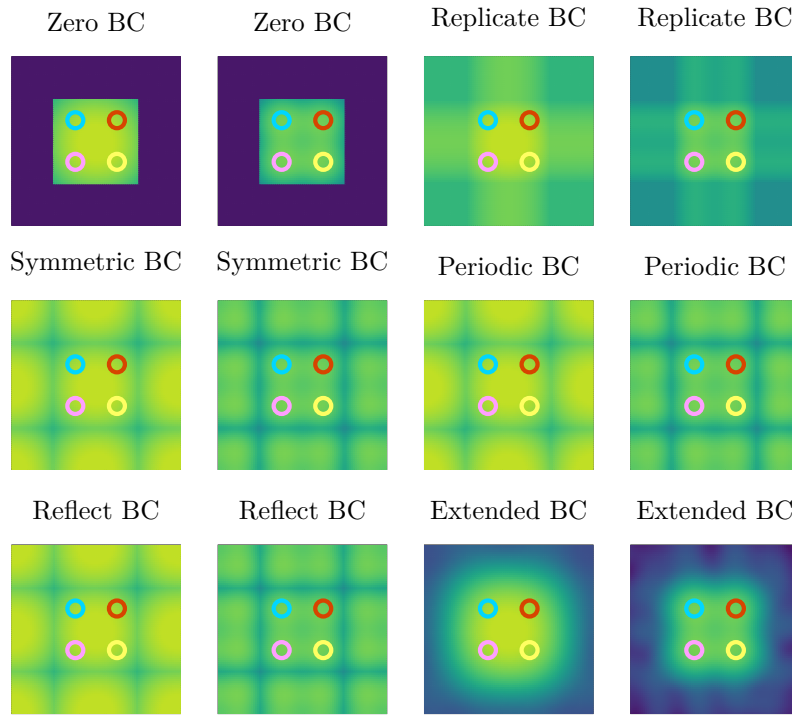 Zero BC
Zero BC
Replicate BC
Replicate BC
Symmetric BC
Symmetric BC
Periodic BC
Periodic BC
Reflect BC
Reflect BC
Extended BC
Extended BC